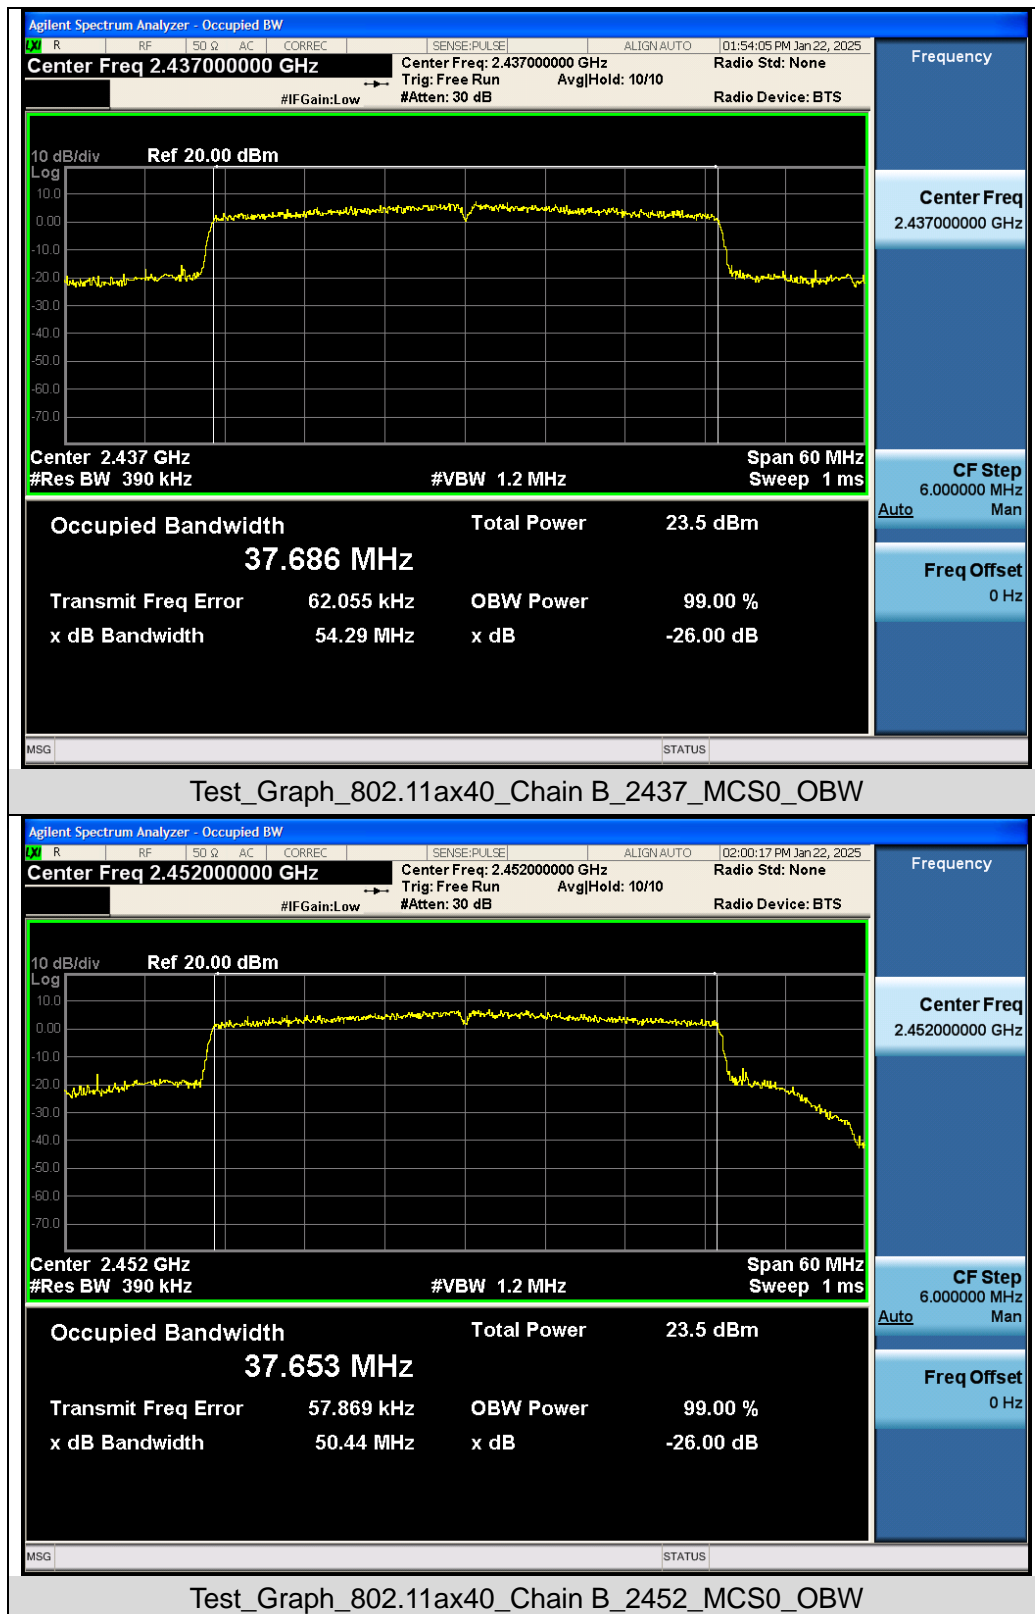 Agilent Spectrum Analyzer - Occupied BW
LXI R RF 50 Ω AC CORREC SENSE:PULSE ALIGN AUTO 01:54:05 PM Jan 22, 2025
Center Freq 2.437000000 GHz
Center Freq: 2.437000000 GHz Radio Std: None
Trig: Free Run Avg|Hold: 10/10
#IFGain:Low #Atten: 30 dB Radio Device: BTS
Frequency
10 dB/div Ref 20.00 dBm
Log
10.0
0.00
-10.0
-20.0
-30.0
-40.0
-50.0
-60.0
-70.0
Center 2.437 GHz Span 60 MHz
#Res BW 390 kHz #VBW 1.2 MHz Sweep 1 ms
Center Freq
2.437000000 GHz
CF Step
6.000000 MHz
Auto Man
Freq Offset
0 Hz
Occupied Bandwidth Total Power 23.5 dBm
37.686 MHz
Transmit Freq Error 62.055 kHz OBW Power 99.00 %
x dB Bandwidth 54.29 MHz x dB -26.00 dB
MSG STATUS
Test_Graph_802.11ax40_Chain B_2437_MCS0_OBW
Agilent Spectrum Analyzer - Occupied BW
LXI R RF 50 Ω AC CORREC SENSE:PULSE ALIGN AUTO 02:00:17 PM Jan 22, 2025
Center Freq 2.452000000 GHz
Center Freq: 2.452000000 GHz Radio Std: None
Trig: Free Run Avg|Hold: 10/10
#IFGain:Low #Atten: 30 dB Radio Device: BTS
Frequency
10 dB/div Ref 20.00 dBm
Log
10.0
0.00
-10.0
-20.0
-30.0
-40.0
-50.0
-60.0
-70.0
Center 2.452 GHz Span 60 MHz
#Res BW 390 kHz #VBW 1.2 MHz Sweep 1 ms
Center Freq
2.452000000 GHz
CF Step
6.000000 MHz
Auto Man
Freq Offset
0 Hz
Occupied Bandwidth Total Power 23.5 dBm
37.653 MHz
Transmit Freq Error 57.869 kHz OBW Power 99.00 %
x dB Bandwidth 50.44 MHz x dB -26.00 dB
MSG STATUS
Test_Graph_802.11ax40_Chain B_2452_MCS0_OBW